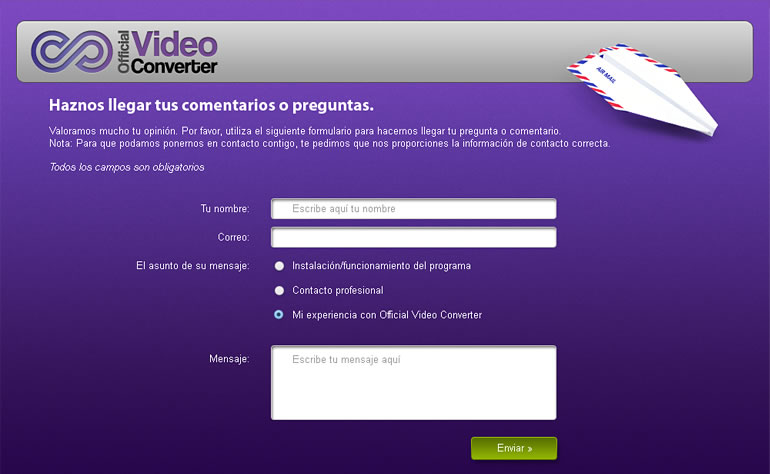 Official
Video
Converter
AIR MAIL
Haznos llegar tus comentarios o preguntas.
Valoramos mucho tu opinión. Por favor, utiliza el siguiente formulario para hacernos llegar tu pregunta o comentario.
Nota: Para que podamos ponernos en contacto contigo, te pedimos que nos proporciones la información de contacto correcta.
Todos los campos son obligatorios
Tu nombre: Escribe aquí tu nombre
Correo:
El asunto de su mensaje: Instalación/funcionamiento del programa
Contacto profesional
Mi experiencia con Official Video Converter
Mensaje: Escribe tu mensaje aquí
Enviar »